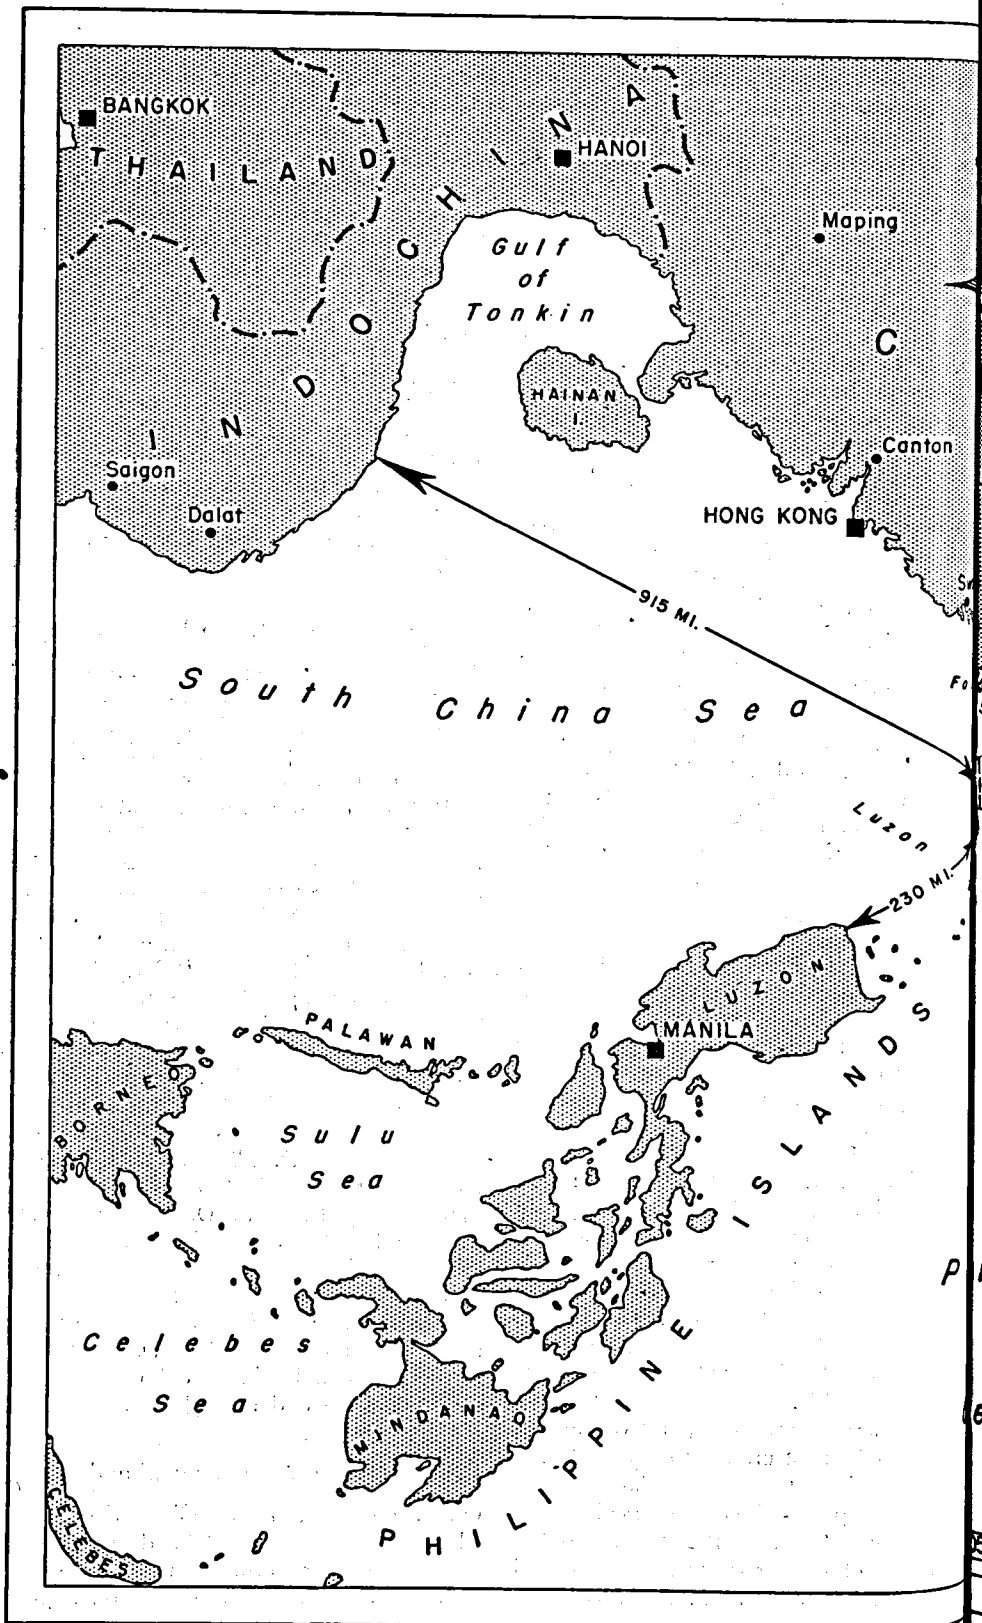 BANGKOK
THAILAND
INDOCHINA
HANOI
Maping
Gulf
of
Tonkin
C
HAINAN
I.
Saigon
Dalat
Canton
HONG KONG
915 MI.
South China Sea
Luzon
230 MI.
LUZON
MANILA
PALAWAN
BORNEO
Sulu
Sea
PHILIPPINE ISLANDS
Celebes
Sea
MINDANAO
CELEBES